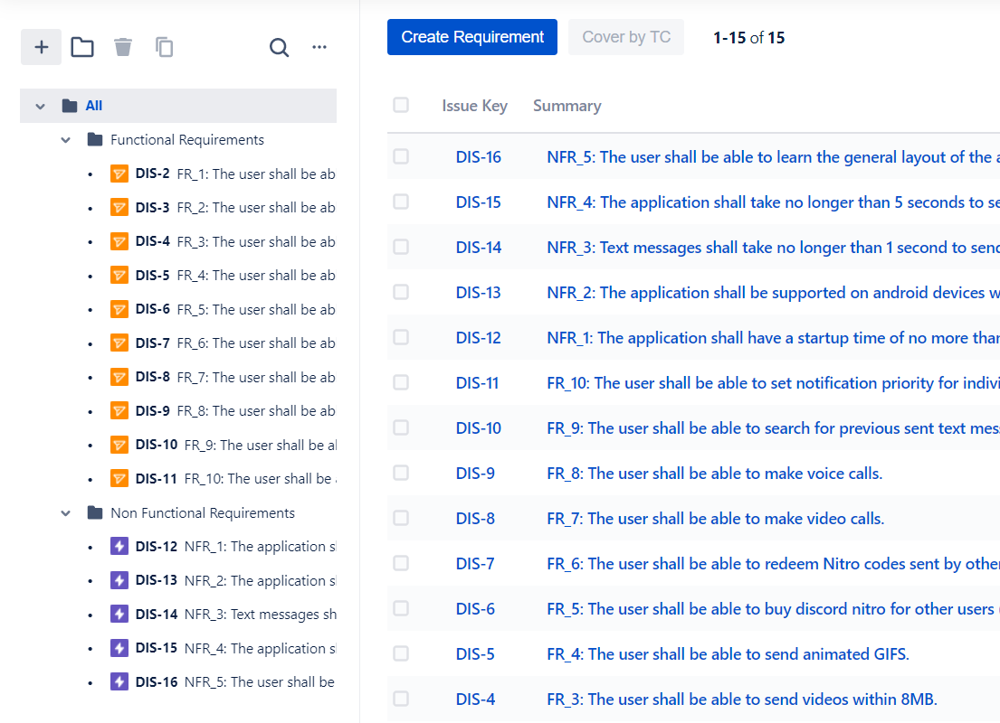 All
Functional Requirements
DIS-2 FR_1: The user shall be ab
DIS-3 FR_2: The user shall be ab
DIS-4 FR_3: The user shall be ab
DIS-5 FR_4: The user shall be ab
DIS-6 FR_5: The user shall be ab
DIS-7 FR_6: The user shall be ab
DIS-8 FR_7: The user shall be ab
DIS-9 FR_8: The user shall be ab
DIS-10 FR_9: The user shall be al
DIS-11 FR_10: The user shall be
Non Functional Requirements
DIS-12 NFR_1: The application s
DIS-13 NFR_2: The application s
DIS-14 NFR_3: Text messages sh
DIS-15 NFR_4: The application s
DIS-16 NFR_5: The user shall be
Create Requirement Cover by TC 1-15 of 15
Issue Key Summary
DIS-16 NFR_5: The user shall be able to learn the general layout of the a
DIS-15 NFR_4: The application shall take no longer than 5 seconds to se
DIS-14 NFR_3: Text messages shall take no longer than 1 second to send
DIS-13 NFR_2: The application shall be supported on android devices w
DIS-12 NFR_1: The application shall have a startup time of no more than
DIS-11 FR_10: The user shall be able to set notification priority for indivi
DIS-10 FR_9: The user shall be able to search for previous sent text mes
DIS-9 FR_8: The user shall be able to make voice calls.
DIS-8 FR_7: The user shall be able to make video calls.
DIS-7 FR_6: The user shall be able to redeem Nitro codes sent by other
DIS-6 FR_5: The user shall be able to buy discord nitro for other users
DIS-5 FR_4: The user shall be able to send animated GIFS.
DIS-4 FR_3: The user shall be able to send videos within 8MB.